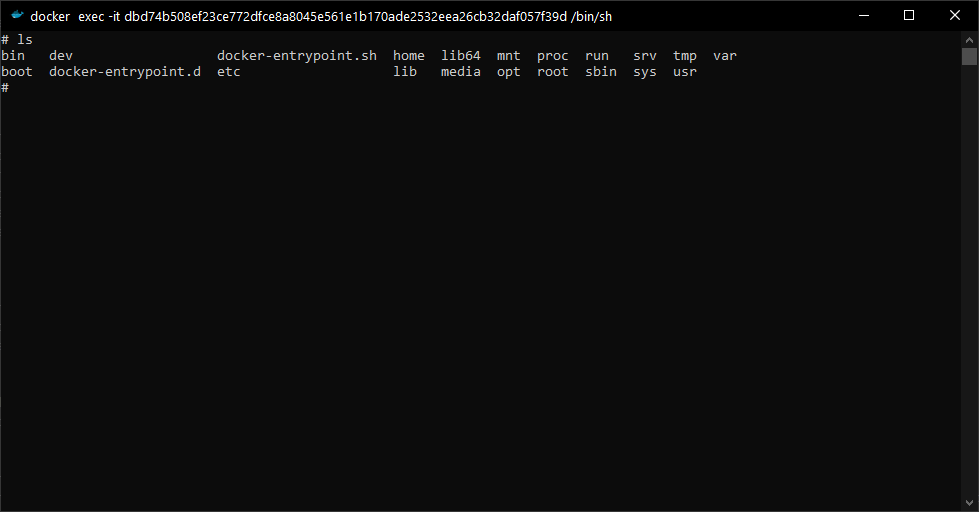 docker  exec -it dbd74b508ef23ce772dfce8a8045e561e1b170ade2532eea26cb32daf057f39d /bin/sh
# ls
bin   dev                  docker-entrypoint.sh  home  lib64  mnt  proc  run   srv  tmp  var
boot  docker-entrypoint.d  etc                   lib   media  opt  root  sbin  sys  usr
#